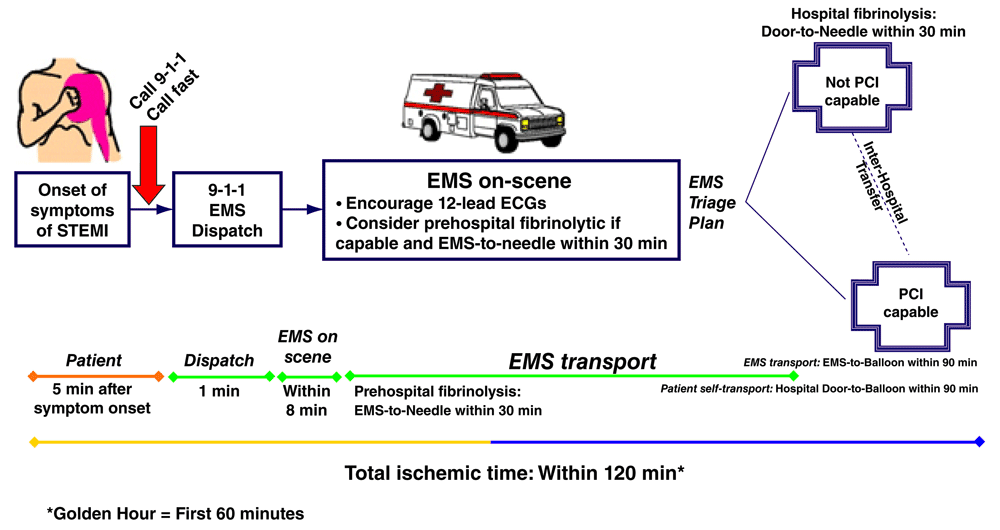 Hospital fibrinolysis:
Door-to-Needle within 30 min
Call 9-1-1
Call fast
Not PCI
capable
Onset of
symptoms
of STEMI
9-1-1
EMS
Dispatch
EMS on-scene
• Encourage 12-lead ECGs
• Consider prehospital fibrinolytic if
capable and EMS-to-needle within 30 min
EMS
Triage
Plan
Inter-Hospital
Transfer
PCI
capable
Patient
5 min after
symptom onset
Dispatch
1 min
EMS on
scene
Within
8 min
EMS transport
Prehospital fibrinolysis:
EMS-to-Needle within 30 min
EMS transport: EMS-to-Balloon within 90 min
Patient self-transport: Hospital Door-to-Balloon within 90 min
Total ischemic time: Within 120 min*
*Golden Hour = First 60 minutes